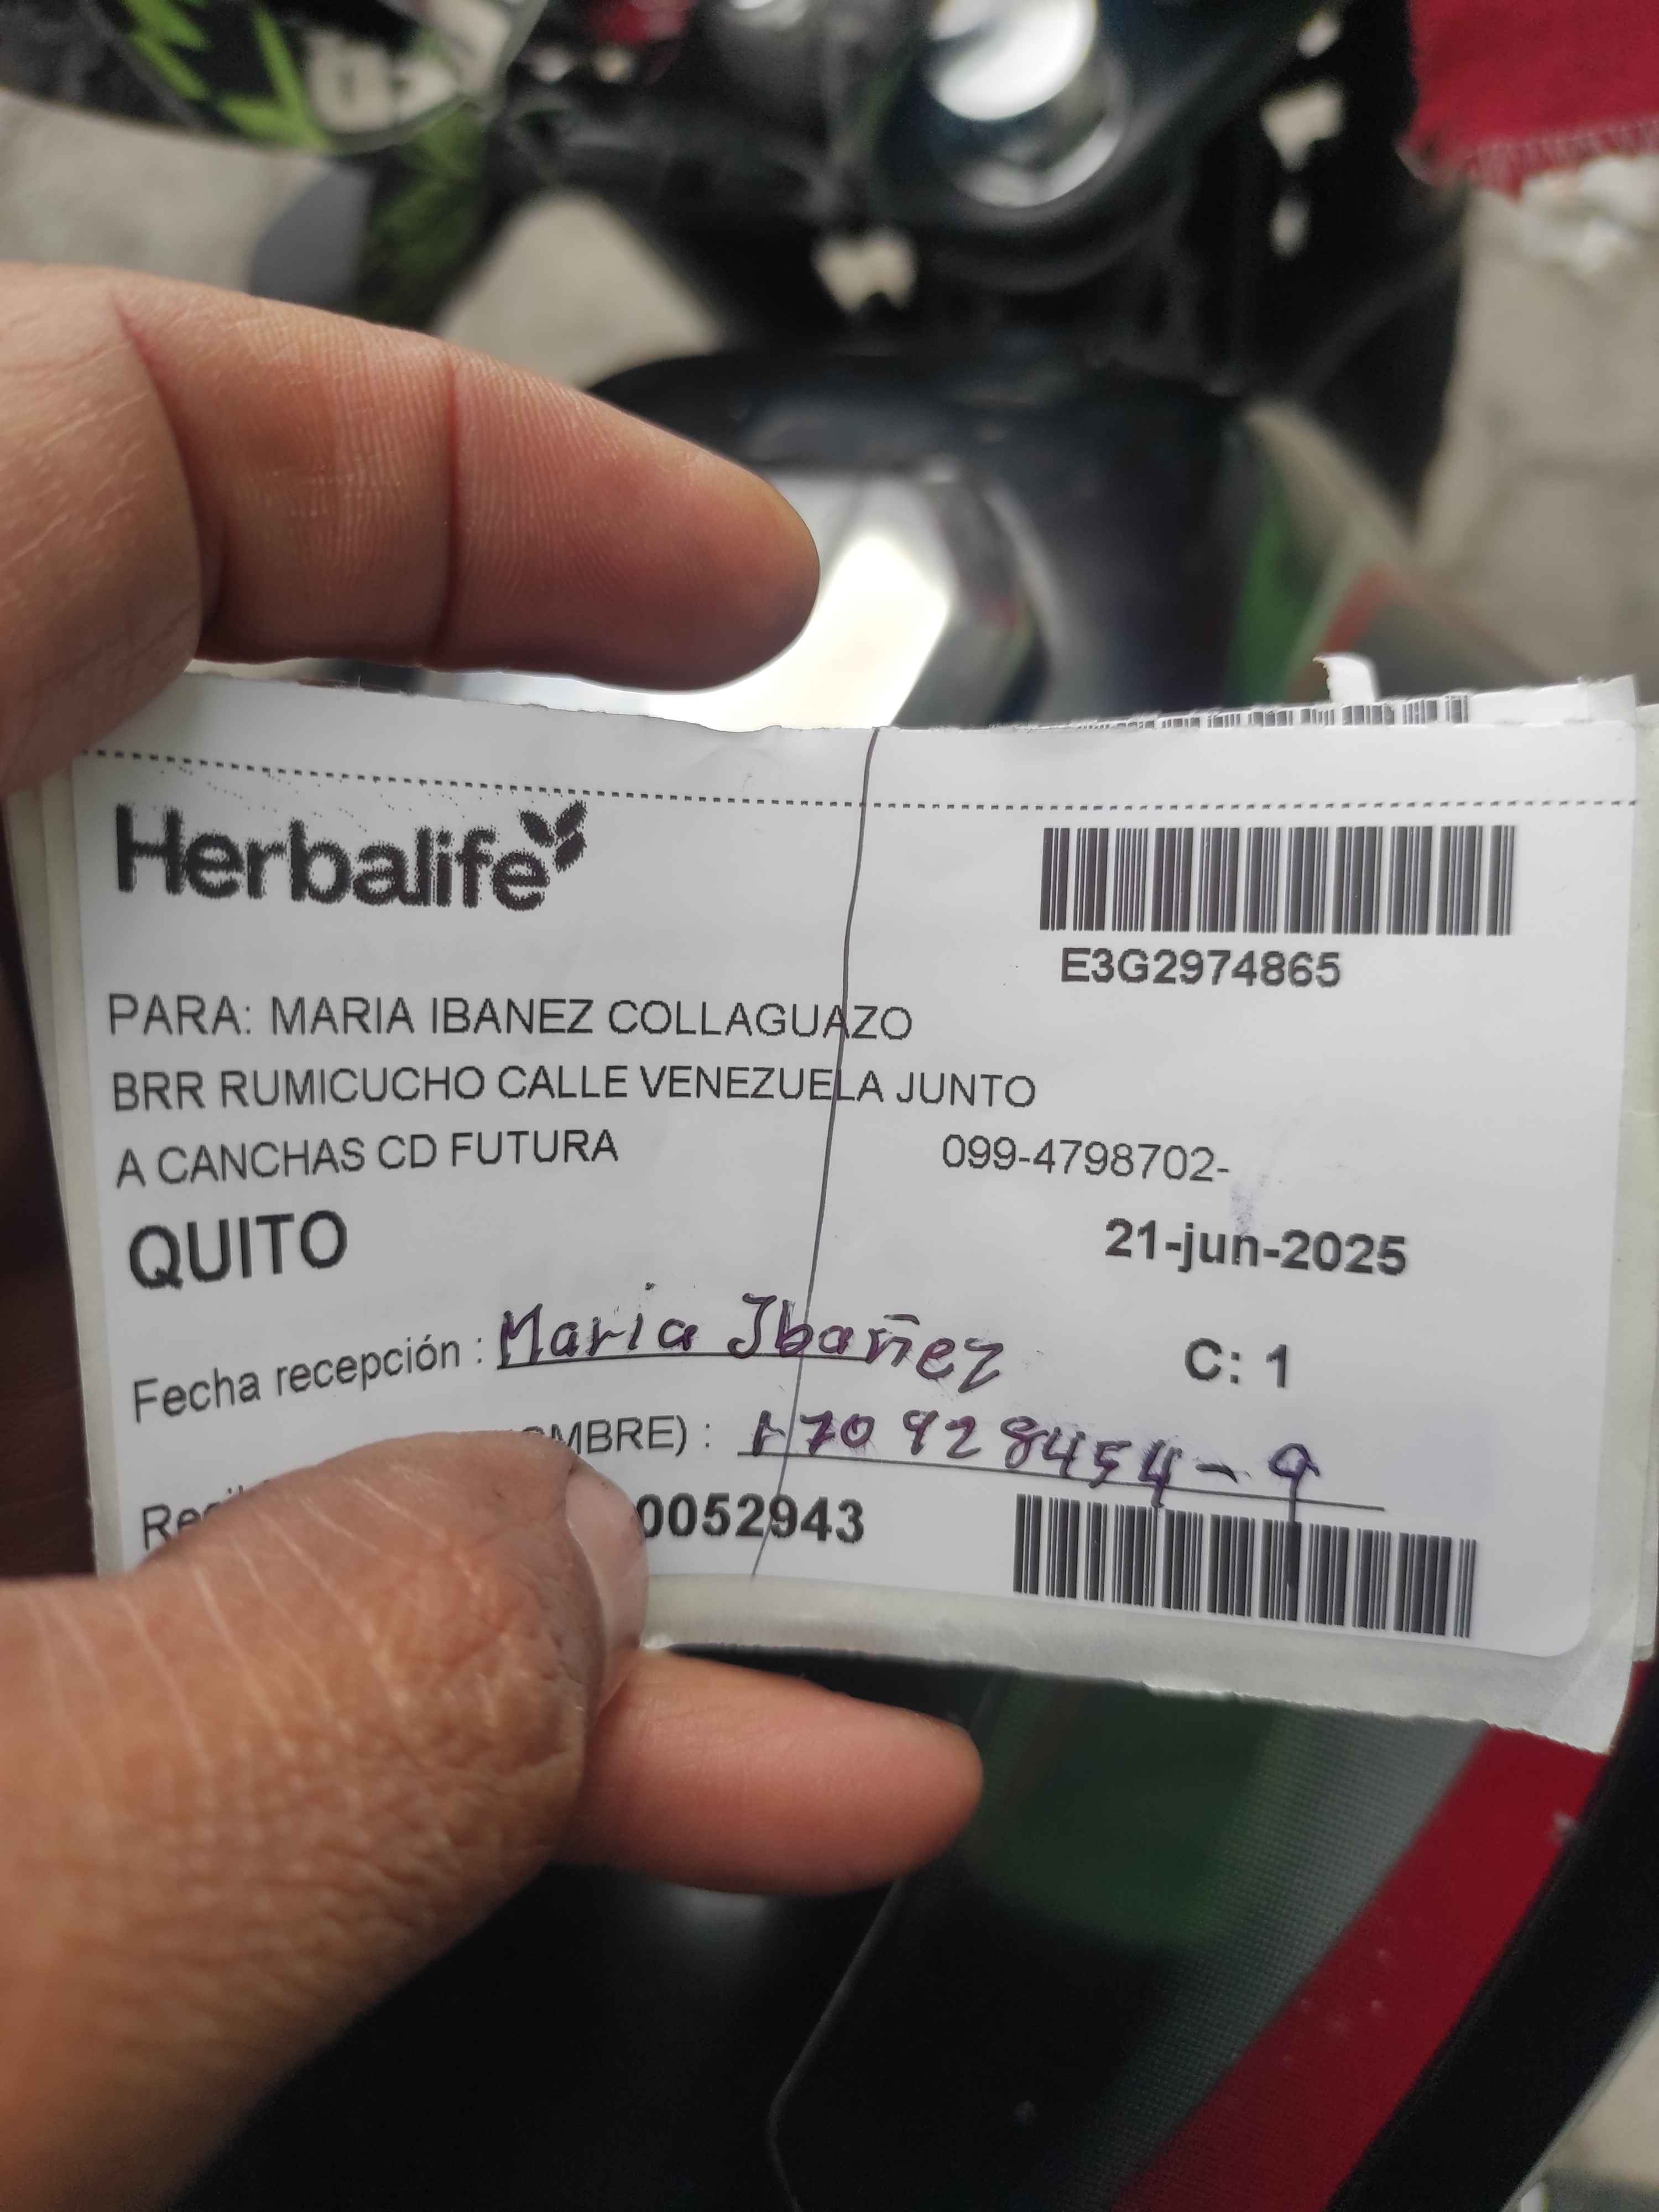 Herbalife
E3G2974865
PARA: MARIA IBANEZ COLLAGUAZO
BRR RUMICUCHO CALLE VENEZUELA JUNTO
A CANCHAS CD FUTURA 099-4798702-
QUITO 21-jun-2025
Fecha recepción : Maria Ibañez C: 1
MBRE) : 170928454-9
0052943